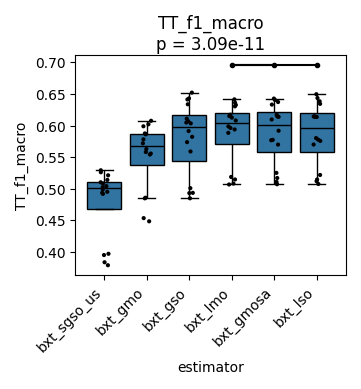 TT_f1_macro
p = 3.09e-11
TT_f1_macro
0.70
0.65
0.60
0.55
0.50
0.45
0.40
bxt_sgso_us
bxt_gmo
bxt_gso
bxt_lmo
bxt_gmosa
bxt_lso
estimator